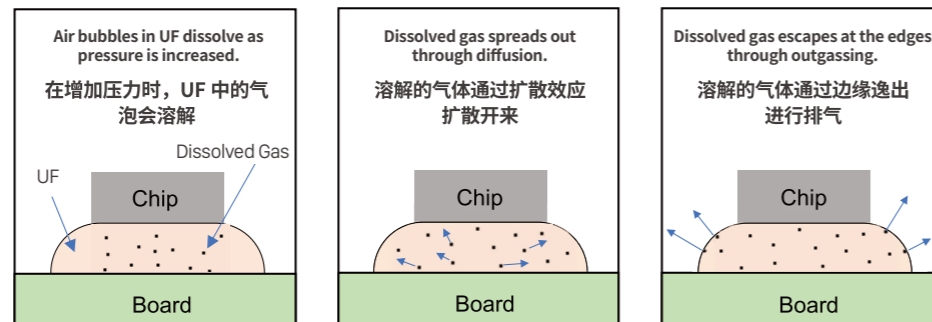 Air bubbles in UF dissolve as
pressure is increased.
在增加压力时，UF 中的气
泡会溶解
UF
Dissolved Gas
Chip
Board
Dissolved gas spreads out
through diffusion.
溶解的气体通过扩散效应
扩散开来
Chip
Board
Dissolved gas escapes at the edges
through outgassing.
溶解的气体通过边缘逸出
进行排气
Chip
Board